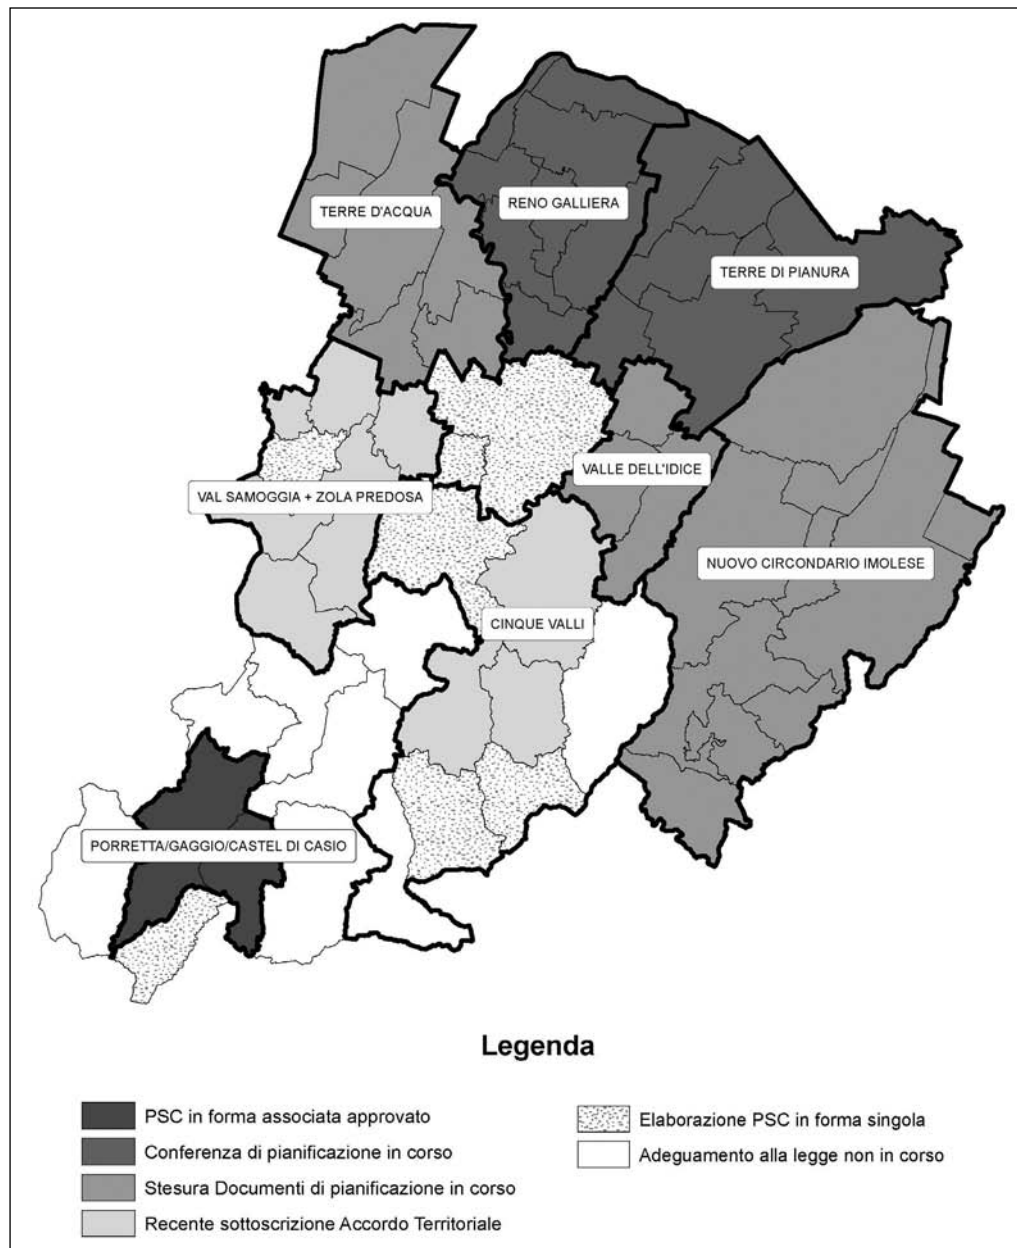 TERRE D'ACQUA
RENO GALLIERA
TERRE DI PIANURA
VALLE DELL'IDICE
VAL SAMOGGIA + ZOLA PREDOSA
NUOVO CIRCONDARIO IMOLESE
CINQUE VALLI
PORRETTA/GAGGIO/CASTEL DI CASIO
Legenda
PSC in forma associata approvato
Conferenza di pianificazione in corso
Stesura Documenti di pianificazione in corso
Recente sottoscrizione Accordo Territoriale
Elaborazione PSC in forma singola
Adeguamento alla legge non in corso